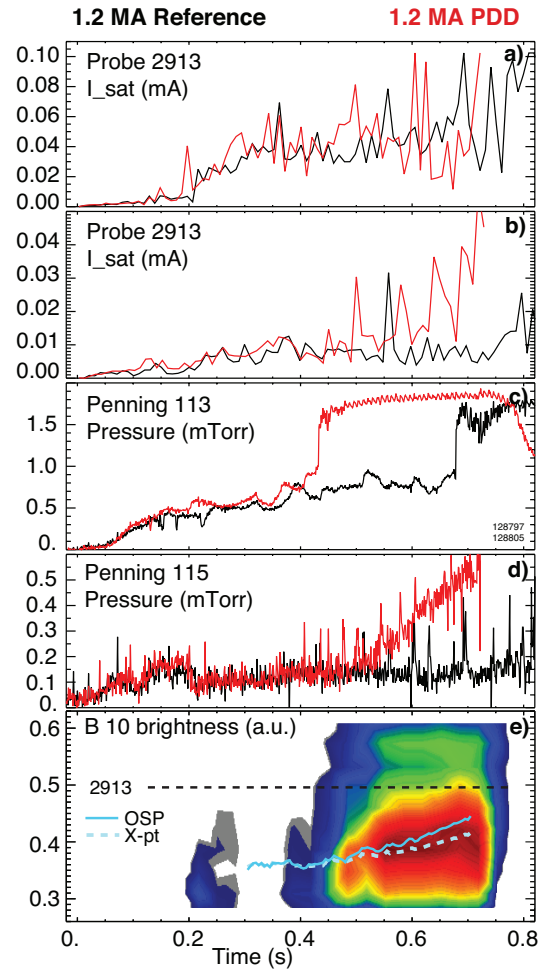 1.2 MA Reference 1.2 MA PDD
a)
0.10
0.08
0.06
0.04
0.02
0.00
Probe 2913
I_sat (mA)
b)
0.04
0.03
0.02
0.01
0.00
Probe 2913
I_sat (mA)
c)
1.5
1.0
0.5
0.
Penning 113
Pressure (mTorr)
128797
128805
d)
0.5
0.4
0.3
0.2
0.1
0.
Penning 115
Pressure (mTorr)
e)
0.6
0.5
0.4
0.3
B 10 brightness (a.u.)
2913
OSP
X-pt
0. 0.2 0.4 0.6 0.8
Time (s)